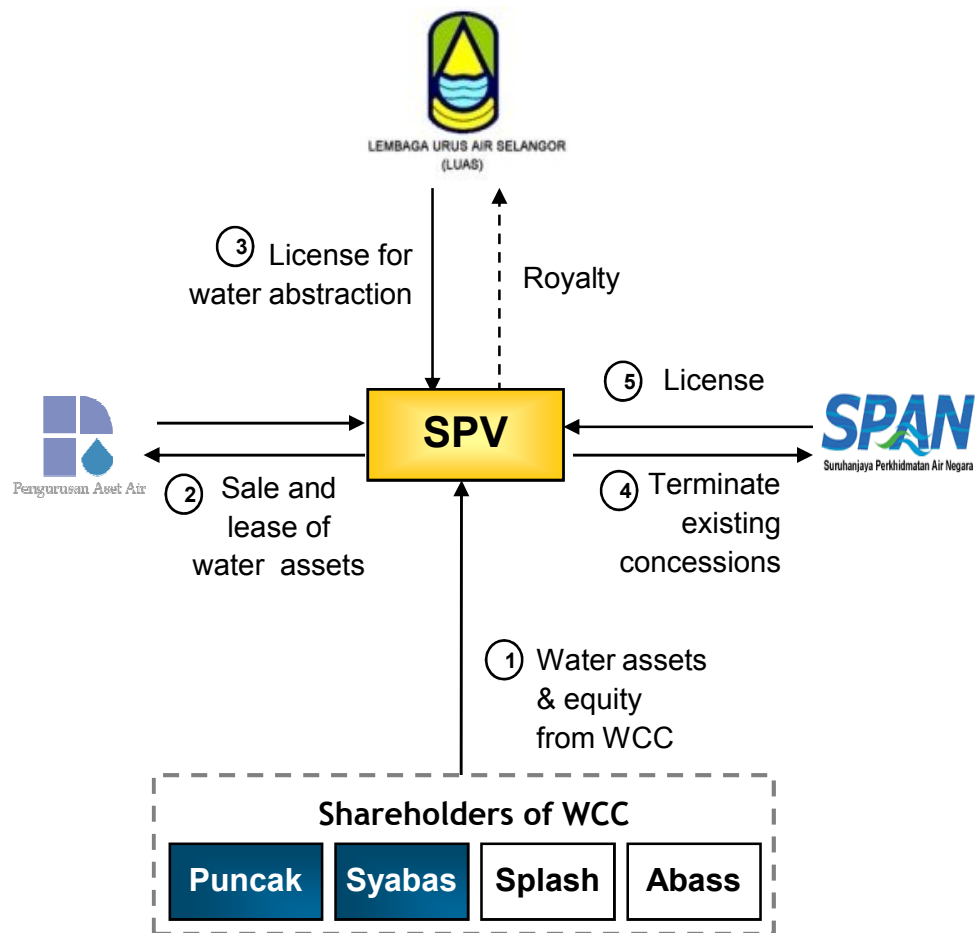 LEMBAGA URUS AIR SELANGOR
(LUAS)
3 License for
water abstraction
Royalty
5 License
SPV
SPAN
Suruhanjaya Perkhidmatan Air Negara
Pengurusan Aset Air
2 Sale and
lease of
water assets
4 Terminate
existing
concessions
1 Water assets
& equity
from WCC
Shareholders of WCC
Puncak
Syabas
Splash
Abass